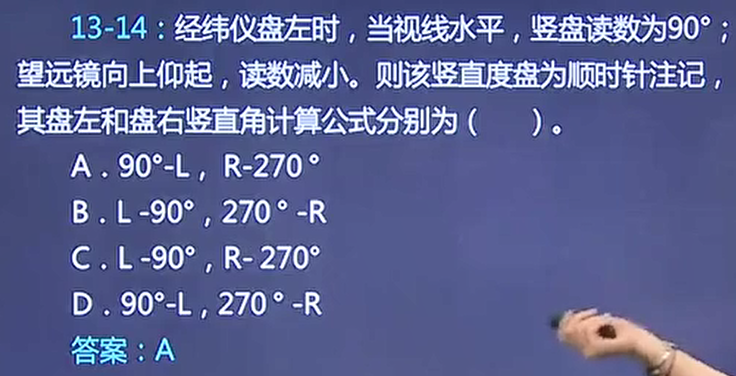 13-14：经纬仪盘左时，当视线水平，竖盘读数为90°；
望远镜向上仰起，读数减小。则该竖直度盘为顺时针注记，
其盘左和盘右竖直角计算公式分别为（　　）。
A．90°-L，R-270°
B．L -90°，270° -R
C．L -90°，R- 270°
D．90°-L，270° -R
答案：A